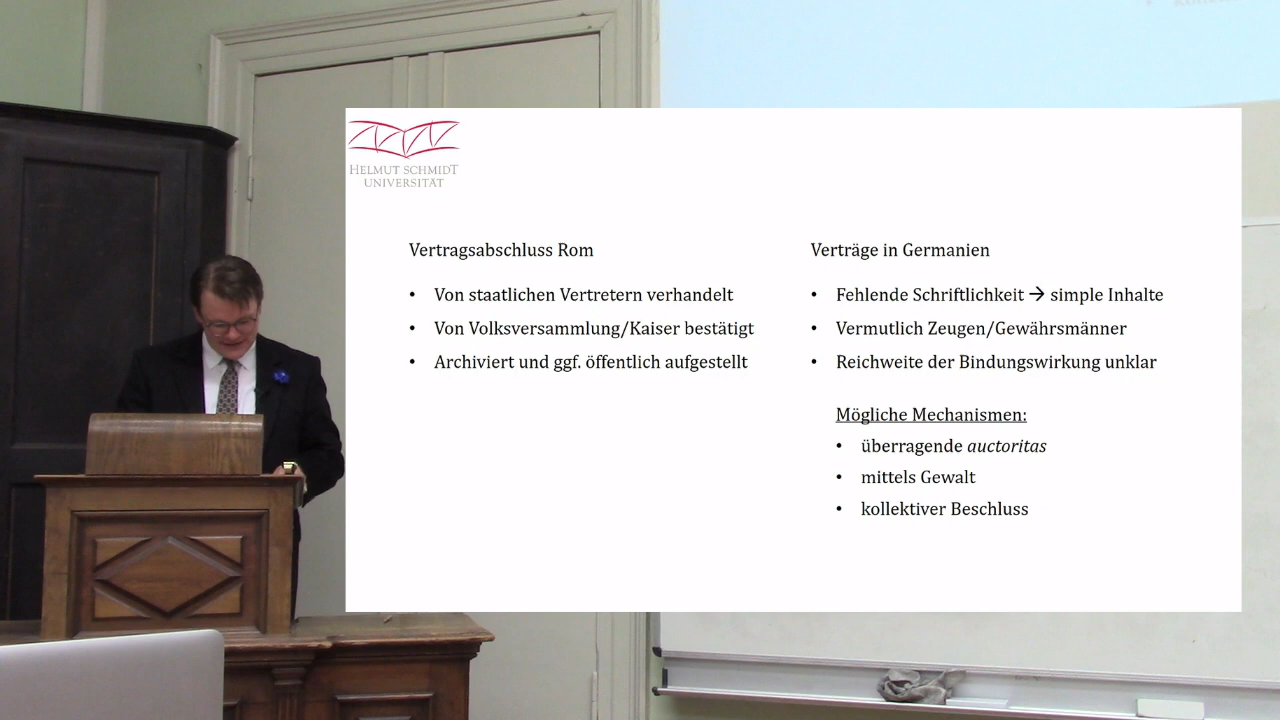 HELMUT SCHMIDT
UNIVERSITÄT
Vertragsabschluss Rom
• Von staatlichen Vertretern verhandelt
• Von Volksversammlung/Kaiser bestätigt
• Archiviert und ggf. öffentlich aufgestellt
Verträge in Germanien
• Fehlende Schriftlichkeit → simple Inhalte
• Vermutlich Zeugen/Gewährsmänner
• Reichweite der Bindungswirkung unklar
Mögliche Mechanismen:
• überragende auctoritas
• mittels Gewalt
• kollektiver Beschluss